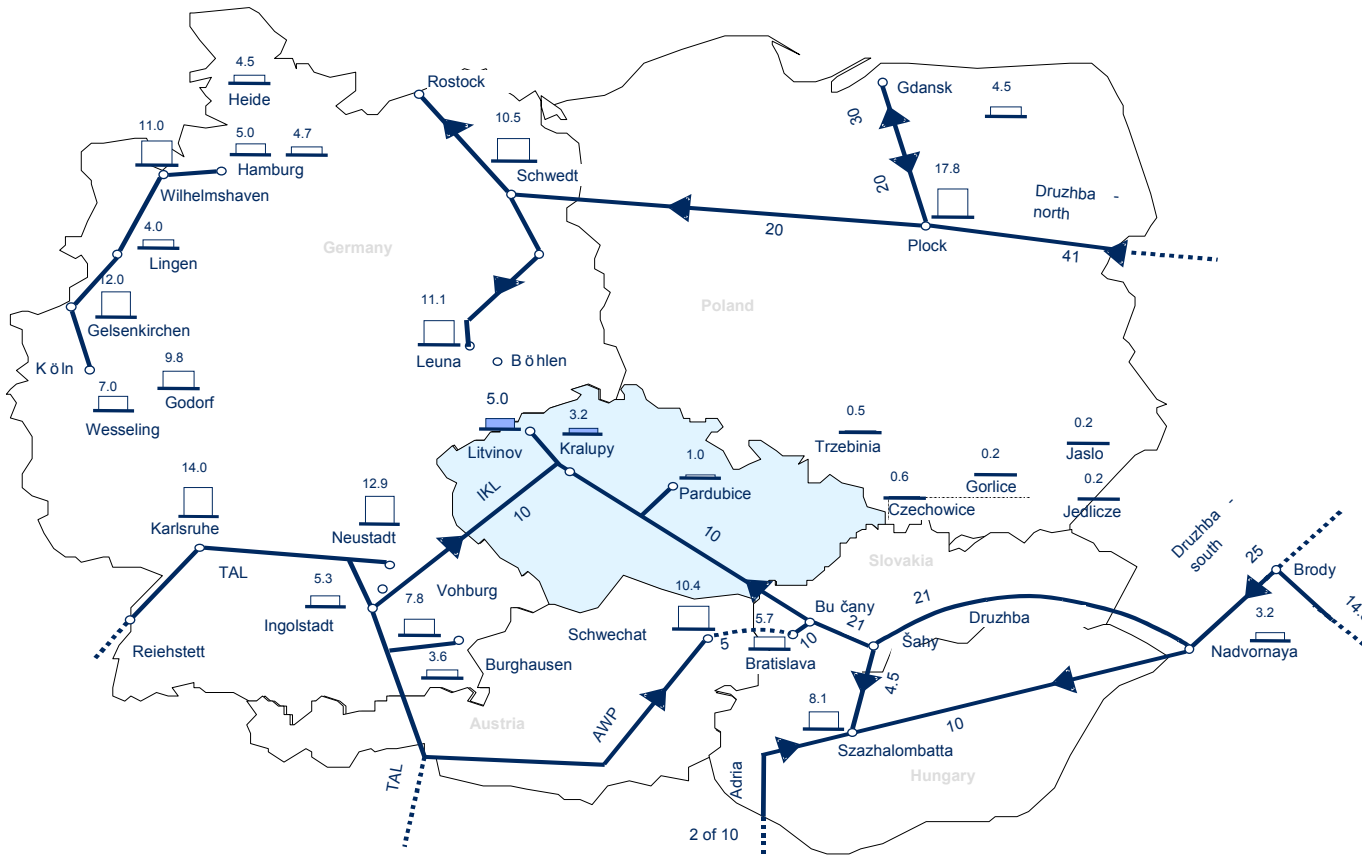 4.5
Heide
Rostock
Gdansk
4.5
30
11.0
5.0
4.7
Hamburg
Wilhelmshaven
10.5
Schwedt
20
17.8
Druzhba -
north
4.0
Lingen
Germany
20
Plock
41
12.0
Gelsenkirchen
11.1
Poland
Leuna
Böhlen
Köln
9.8
Godorf
7.0
Wesseling
5.0
Litvinov
3.2
Kralupy
0.5
Trzebinia
0.2
Jaslo
1.0
Pardubice
0.6
Czechowice
0.2
Gorlice
0.2
Jedlicze
14.0
Karlsruhe
12.9
Neustadt
IKL
10
10
Druzhba -
south
25
Brody
14.
TAL
Slovakia
5.3
Ingolstadt
Vohburg
7.8
10.4
Schwechat
5.7
5
Bratislava
10
Bu čany
21
21
Druzhba
Šahy
3.2
Nadvornaya
Reiehstett
3.6
Burghausen
4.5
8.1
Szazhalombatta
10
Austria
AWP
TAL
Adria
Hungary
2 of 10